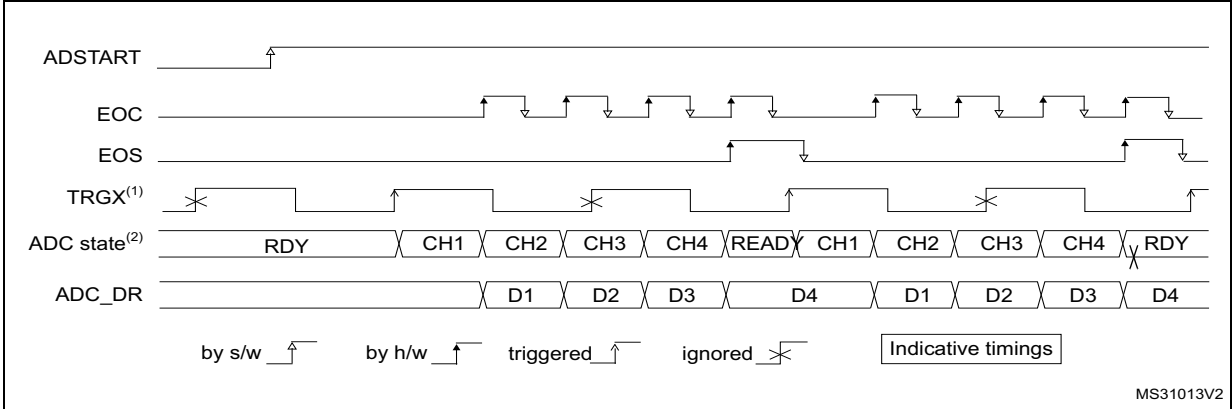 ADSTART
EOC
EOS
TRGX(1)
ADC state(2) RDY CH1 CH2 CH3 CH4 READY CH1 CH2 CH3 CH4 RDY
ADC_DR D1 D2 D3 D4 D1 D2 D3 D4
by s/w by h/w triggered ignored Indicative timings
MS31013V2